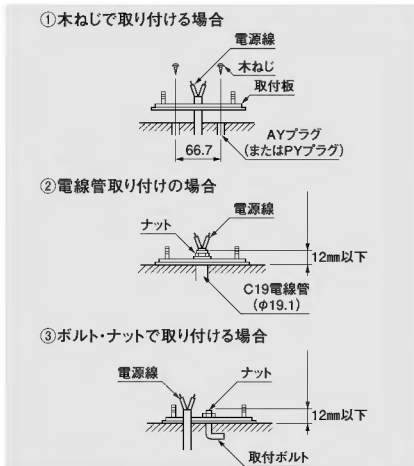 ①木ねじで取り付ける場合
電源線
木ねじ
取付板
AYプラグ
(またはPYプラグ)
66.7
②電線管取り付けの場合
電源線
ナット
12㎜以下
C19電線管
(φ19.1)
③ボルト・ナットで取り付ける場合
電源線
ナット
12㎜以下
取付ボルト